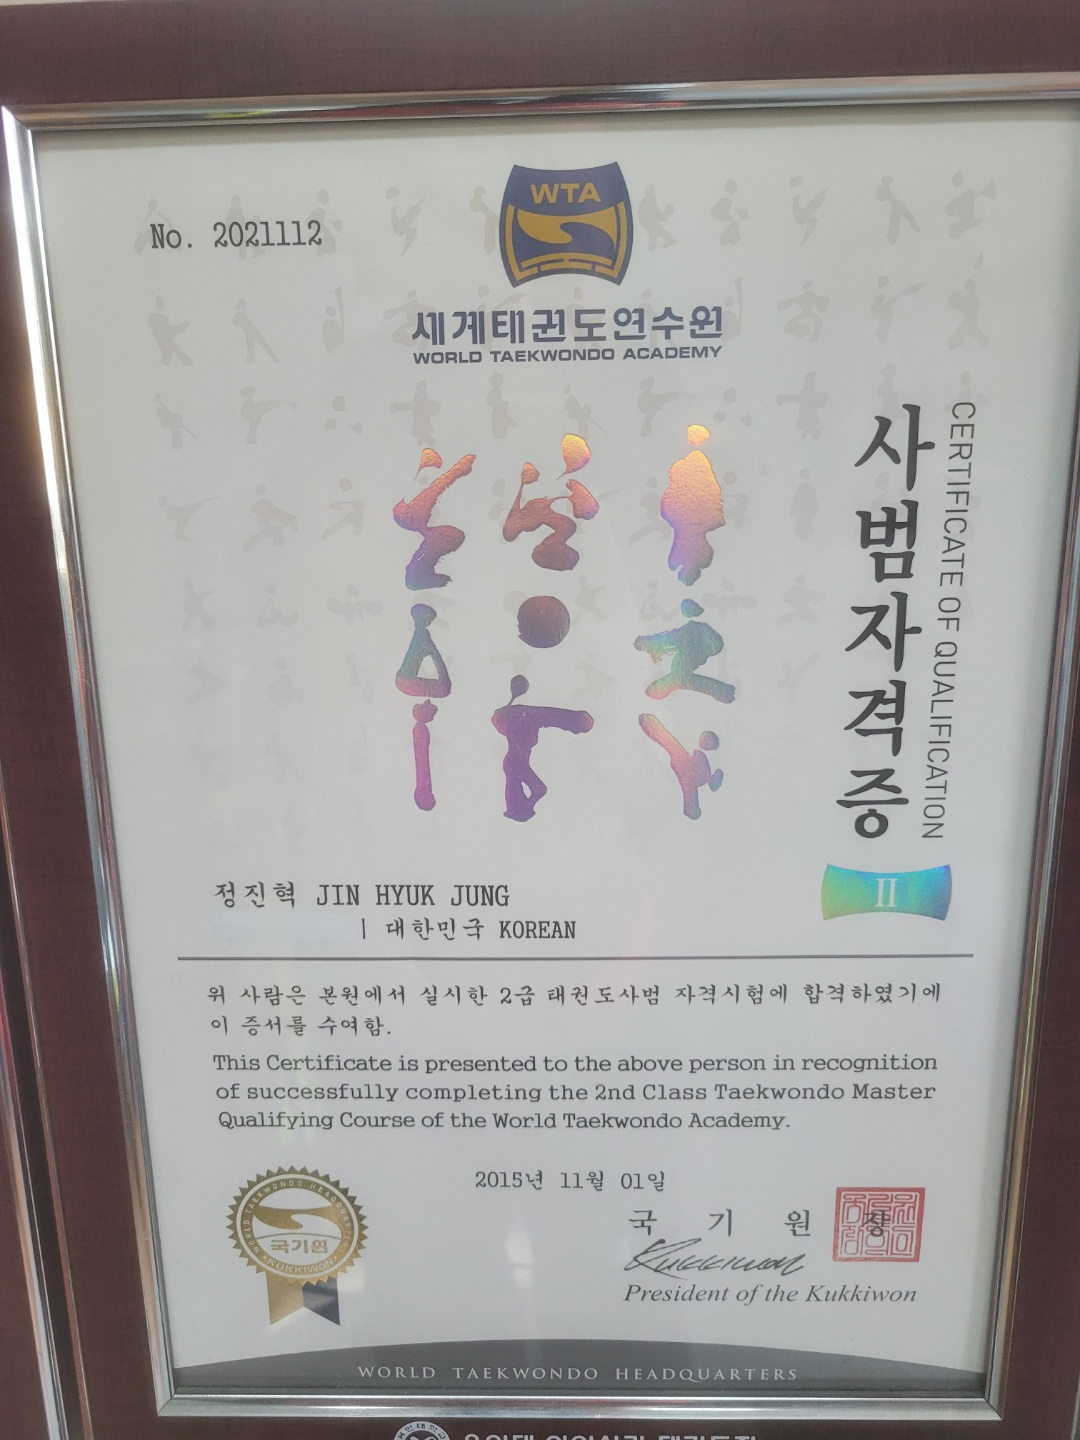 No. 2021112
WTA
세계태권도연수원
WORLD TAEKWONDO ACADEMY
사범자격증
CERTIFICATE OF QUALIFICATION
II
정진혁 JIN HYUK JUNG
| 대한민국 KOREAN
위 사람은 본원에서 실시한 2급 태권도사범 자격시험에 합격하였기에
이 증서를 수여함.
This Certificate is presented to the above person in recognition
of successfully completing the 2nd Class Taekwondo Master
Qualifying Course of the World Taekwondo Academy.
2015년 11월 01일
국 기 원 장
Kukkiwon
President of the Kukkiwon
WORLD TAEKWONDO HEADQUARTERS
국기원
KUKKIWON
WORLD TAEKWONDO HEADQUARTERS